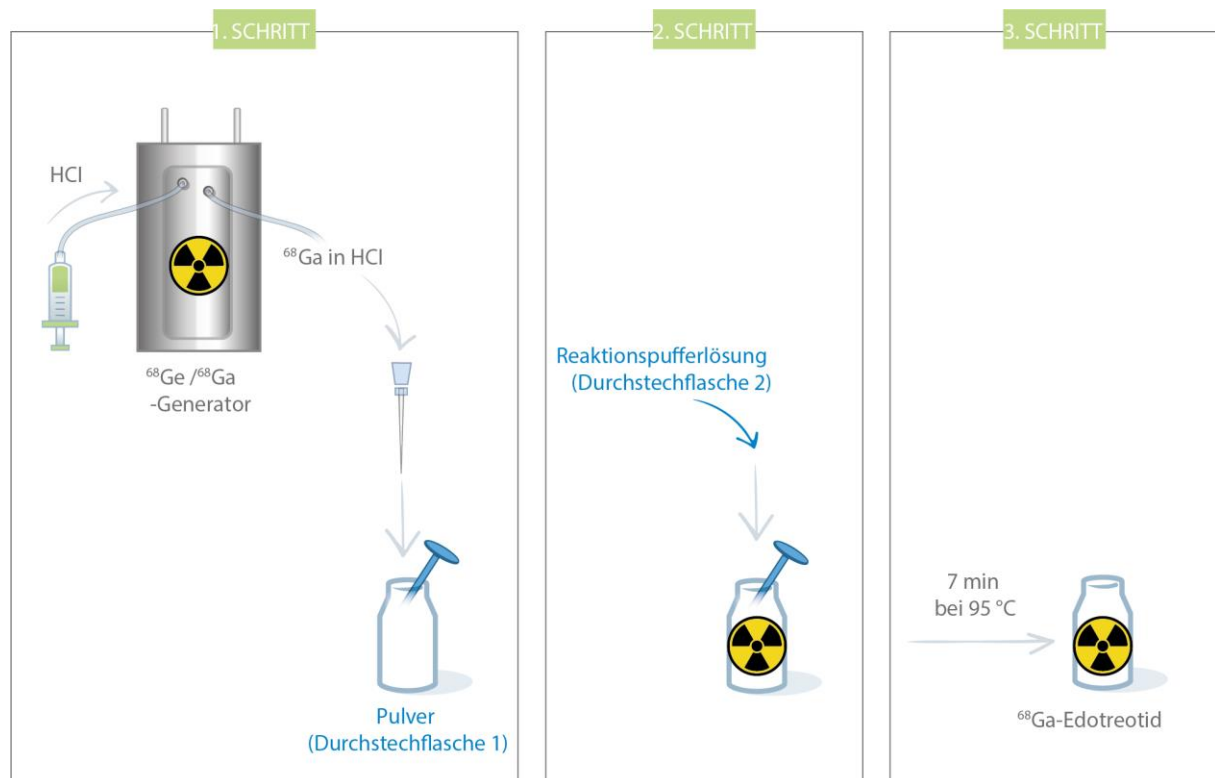 1. SCHRITT
HCl
⁶⁸Ga in HCl
⁶⁸Ge /⁶⁸Ga
-Generator
Pulver
(Durchstechflasche 1)
2. SCHRITT
Reaktionspufferlösung
(Durchstechflasche 2)
3. SCHRITT
7 min
bei 95 °C
⁶⁸Ga-Edotreotid